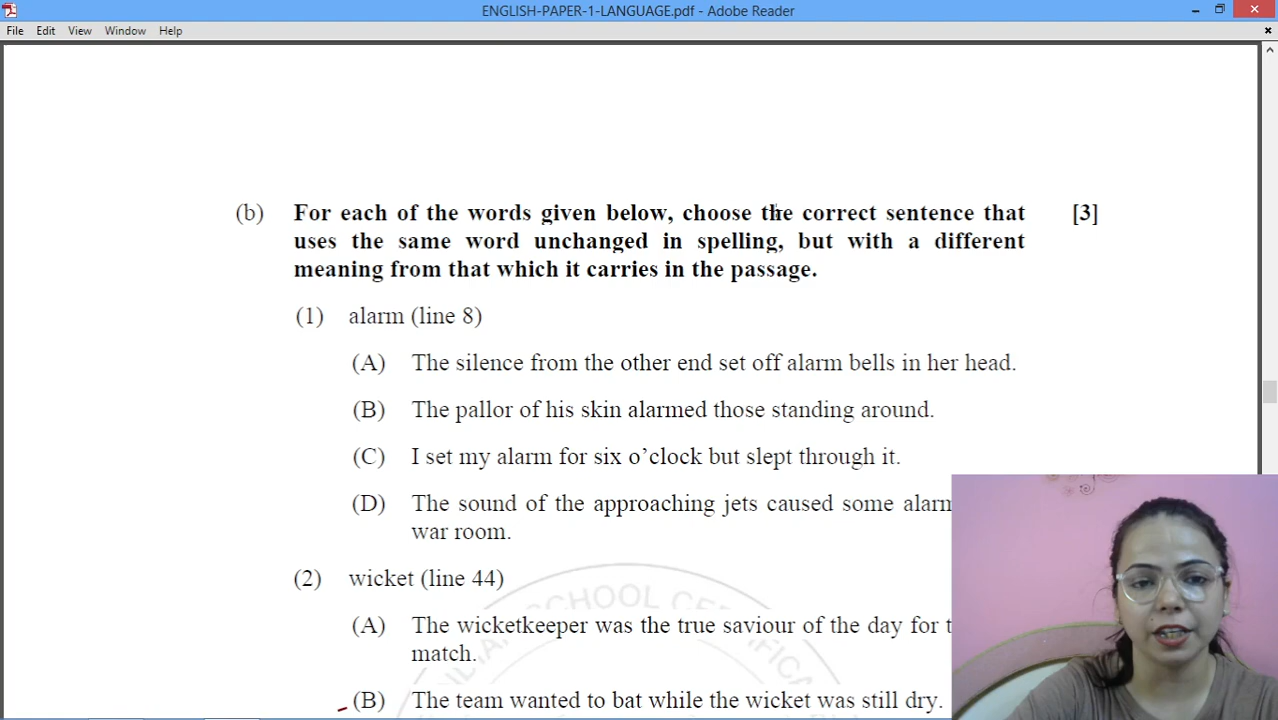 ENGLISH-PAPER-1-LANGUAGE.pdf - Adobe Reader
File Edit View Window Help
(b) For each of the words given below, choose the correct sentence that [3]
uses the same word unchanged in spelling, but with a different
meaning from that which it carries in the passage.
(1) alarm (line 8)
(A) The silence from the other end set off alarm bells in her head.
(B) The pallor of his skin alarmed those standing around.
(C) I set my alarm for six o’clock but slept through it.
(D) The sound of the approaching jets caused some alarm
war room.
(2) wicket (line 44)
SCHOOL
(A) The wicketkeeper was the true saviour of the day for
match.
(B) The team wanted to bat while the wicket was still dry.